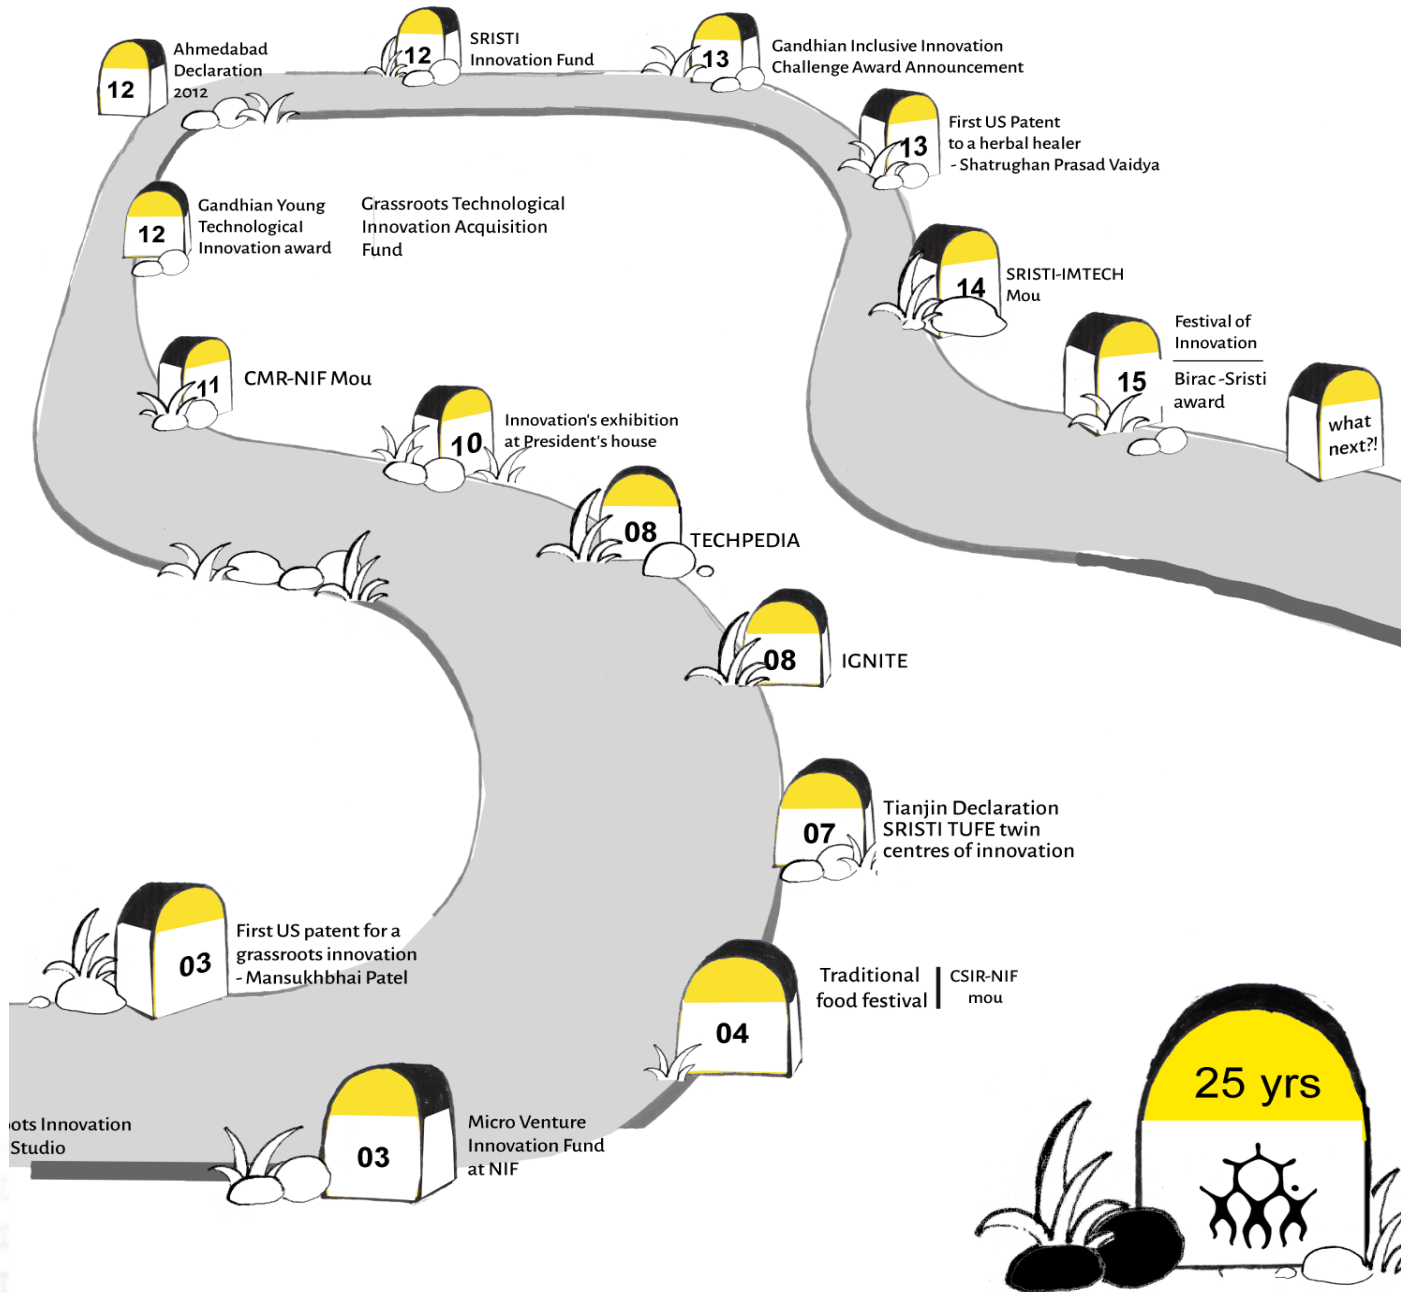 12
Ahmedabad
Declaration
2012
12
SRISTI
Innovation Fund
13
Gandhian Inclusive Innovation
Challenge Award Announcement
13
First US Patent
to a herbal healer
- Shatrughan Prasad Vaidya
12
Gandhian Young
Technological
Innovation award
Grassroots Technological
Innovation Acquisition
Fund
14
SRISTI-IMTECH
Mou
15
Festival of
Innovation
Birac-Sristi
award
what
next?!
11
CMR-NIF Mou
10
Innovation's exhibition
at President's house
08
TECHPEDIA
08
IGNITE
07
Tianjin Declaration
SRISTI TUFE twin
centres of innovation
03
First US patent for a
grassroots innovation
- Mansukhbhai Patel
04
Traditional
food festival
CSIR-NIF
mou
03
Micro Venture
Innovation Fund
at NIF
oots Innovation
Studio
25 yrs